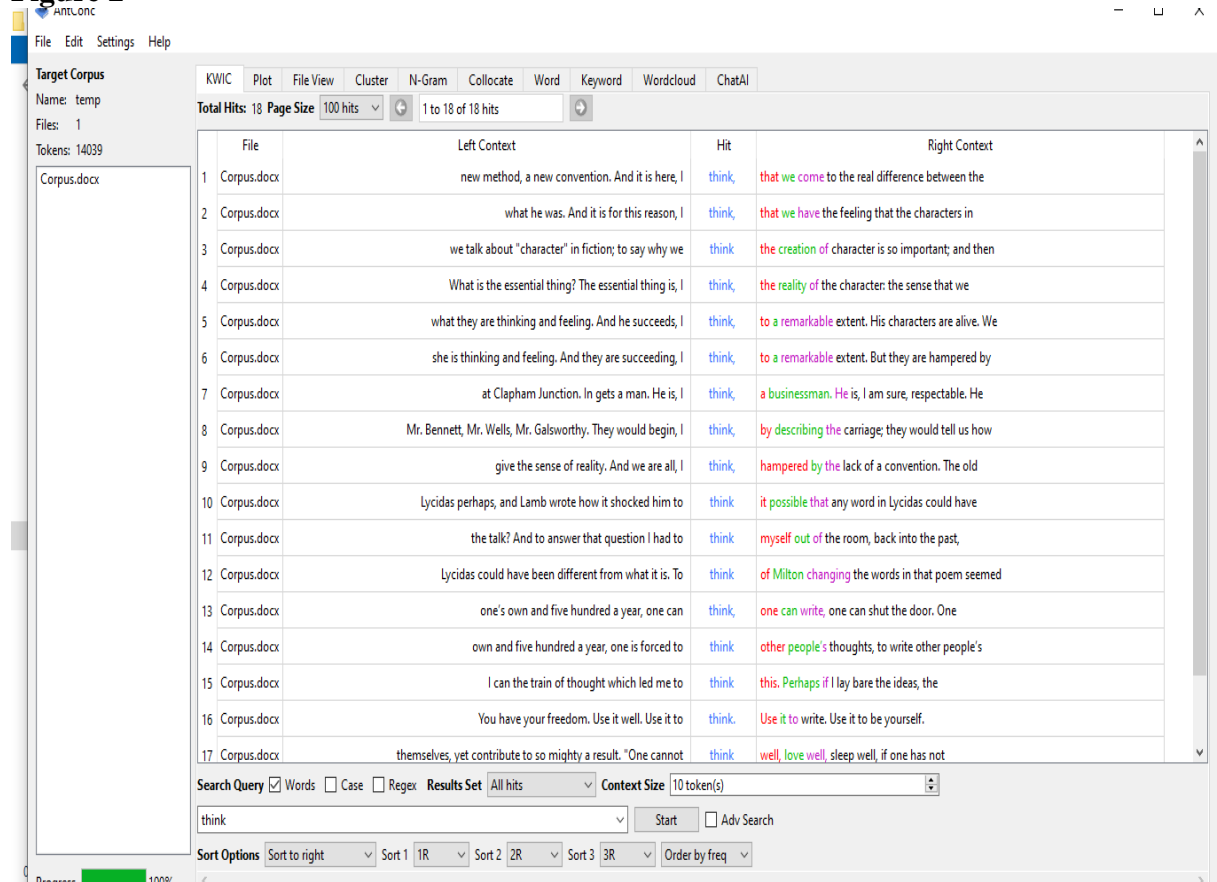 Figure 2
AntConc
File Edit Settings Help
Target Corpus
Name: temp
Files: 1
Tokens: 14039
Corpus.docx
KWIC Plot File View Cluster N-Gram Collocate Word Keyword Wordcloud ChatAI
Total Hits: 18 Page Size 100 hits 1 to 18 of 18 hits
File Left Context Hit Right Context
1 Corpus.docx new method, a new convention. And it is here, I think, that we come to the real difference between the
2 Corpus.docx what he was. And it is for this reason, I think, that we have the feeling that the characters in
3 Corpus.docx we talk about "character" in fiction; to say why we think the creation of character is so important; and then
4 Corpus.docx What is the essential thing? The essential thing is, I think, the reality of the character: the sense that we
5 Corpus.docx what they are thinking and feeling. And he succeeds, I think, to a remarkable extent. His characters are alive. We
6 Corpus.docx she is thinking and feeling. And they are succeeding, I think, to a remarkable extent. But they are hampered by
7 Corpus.docx at Clapham Junction. In gets a man. He is, I think, a businessman. He is, I am sure, respectable. He
8 Corpus.docx Mr. Bennett, Mr. Wells, Mr. Galsworthy. They would begin, I think, by describing the carriage; they would tell us how
9 Corpus.docx give the sense of reality. And we are all, I think, hampered by the lack of a convention. The old
10 Corpus.docx Lycidas perhaps, and Lamb wrote how it shocked him to think it possible that any word in Lycidas could have
11 Corpus.docx the talk? And to answer that question I had to think myself out of the room, back into the past,
12 Corpus.docx Lycidas could have been different from what it is. To think of Milton changing the words in that poem seemed
13 Corpus.docx one's own and five hundred a year, one can think, one can write, one can shut the door. One
14 Corpus.docx own and five hundred a year, one is forced to think other people's thoughts, to write other people's
15 Corpus.docx I can the train of thought which led me to think this. Perhaps if I lay bare the ideas, the
16 Corpus.docx You have your freedom. Use it well. Use it to think. Use it to write. Use it to be yourself.
17 Corpus.docx themselves, yet contribute to so mighty a result. "One cannot think well, love well, sleep well, if one has not
Search Query Words Case Regex Results Set All hits Context Size 10 token(s)
think Start Adv Search
Sort Options Sort to right Sort 1 1R Sort 2 2R Sort 3 3R Order by freq
Progress 100%